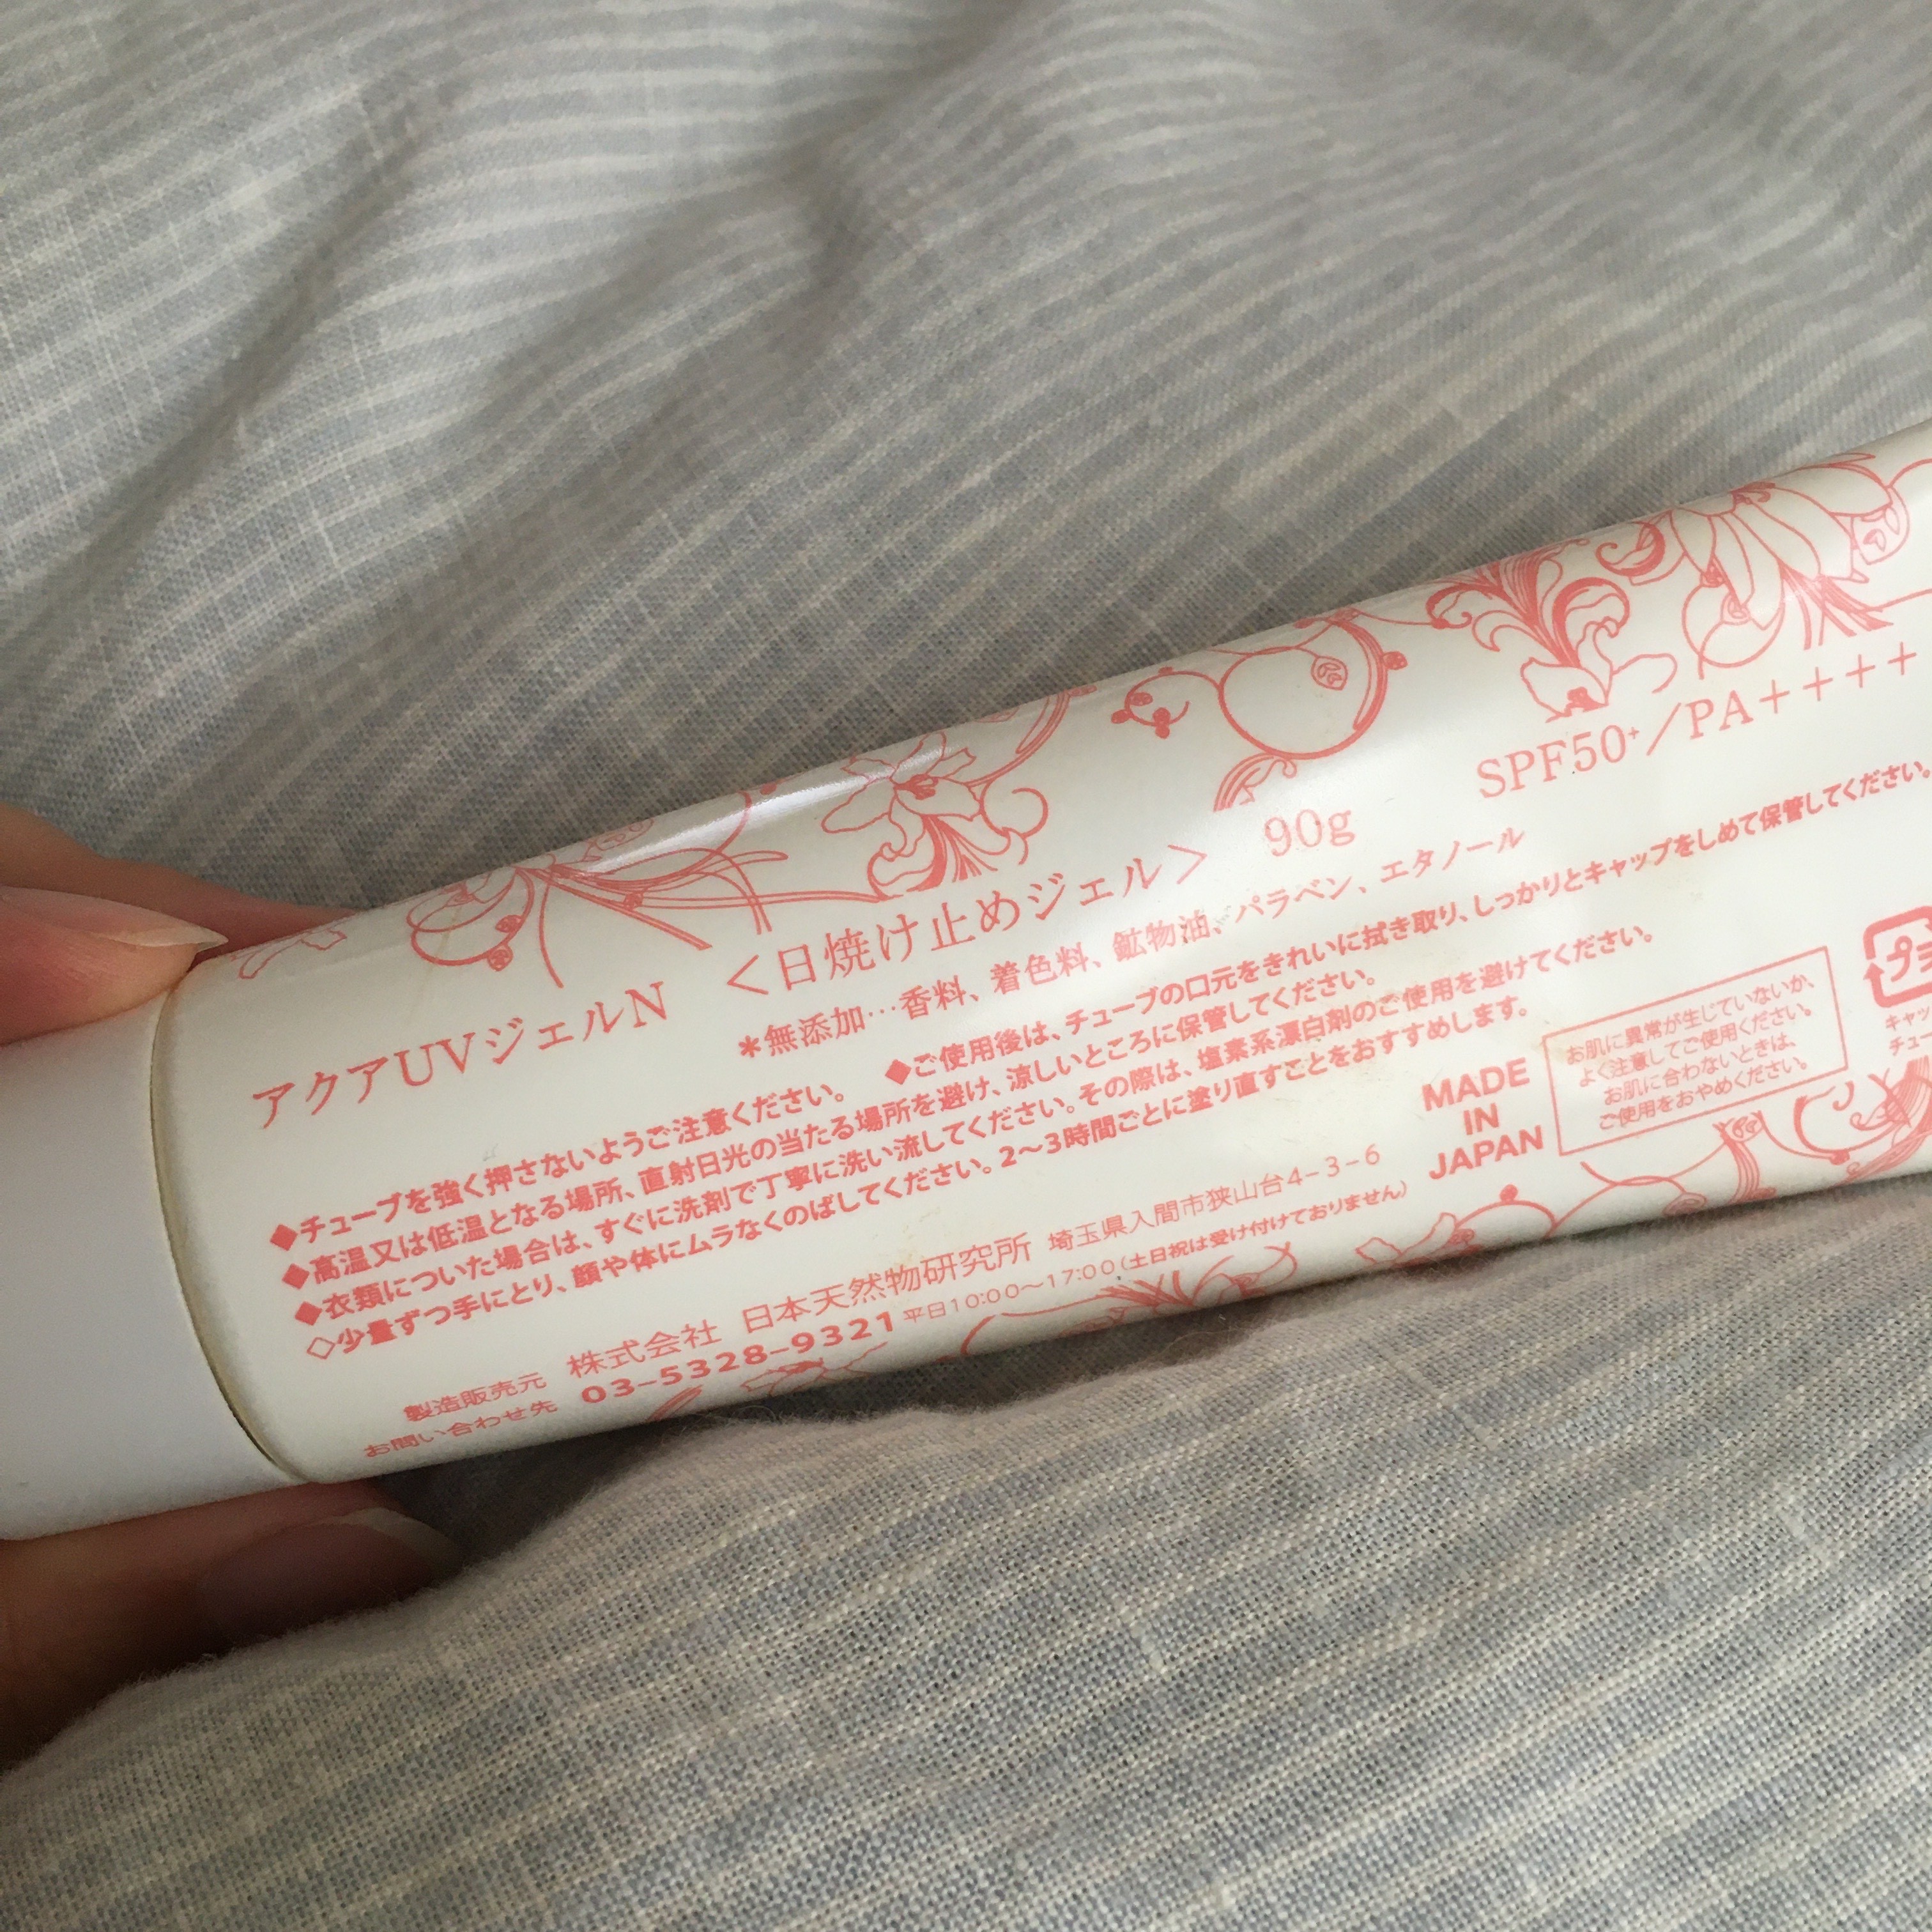 アクアUVジェルN <日焼け止めジェル> 90g SPF50+/PA++++
*無添加…香料、着色料、鉱物油、パラベン、エタノール
◆チューブを強く押さないようご注意ください。 ◆ご使用後は、チューブの口元をきれいに拭き取り、しっかりとキャップをしめて保管してください。
◆高温又は低温となる場所、直射日光の当たる場所を避け、涼しいところに保管してください。
◆衣類についた場合は、すぐに洗剤で丁寧に洗い流してください。その際は、塩素系漂白剤のご使用を避けてください。
◇少量ずつ手にとり、顔や体にムラなくのばしてください。2〜3時間ごとに塗り直すことをおすすめします。
製造販売元 株式会社 日本天然物研究所 埼玉県入間市狭山台4-3-6
お問い合わせ先 03-5328-9321 平日10:00〜17:00(土日祝は受け付けておりません)
MADE
IN
JAPAN
お肌に異常が生じていないか、
よく注意してご使用ください。
お肌に合わないときは、
ご使用をおやめください。
プ
キャッ
チュー